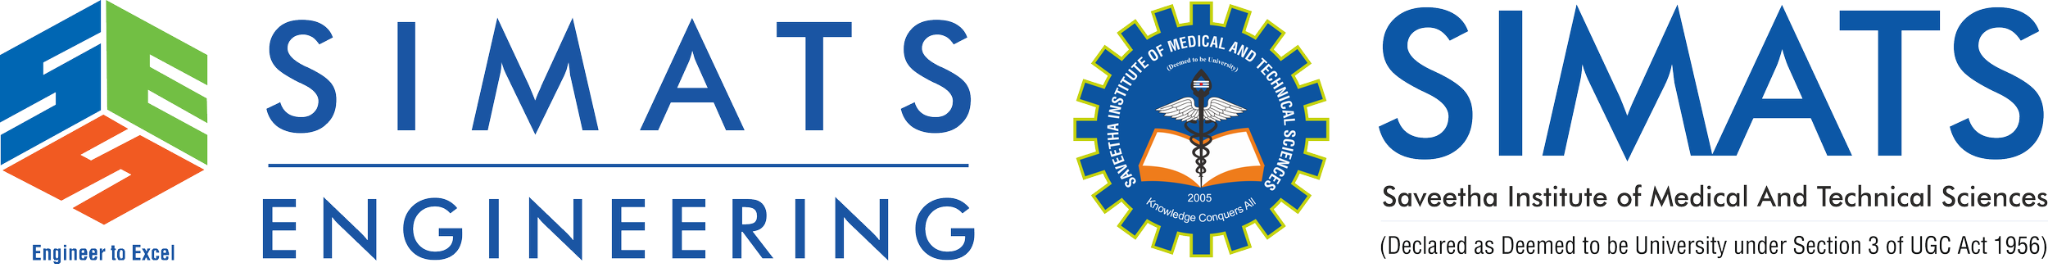 SIMATS
ENGINEERING
Engineer to Excel
SAVEETHA INSTITUTE OF MEDICAL AND TECHNICAL SCIENCES
(Deemed to be University)
2005
Knowledge Conquers All
SIMATS
Saveetha Institute of Medical And Technical Sciences
(Declared as Deemed to be University under Section 3 of UGC Act 1956)